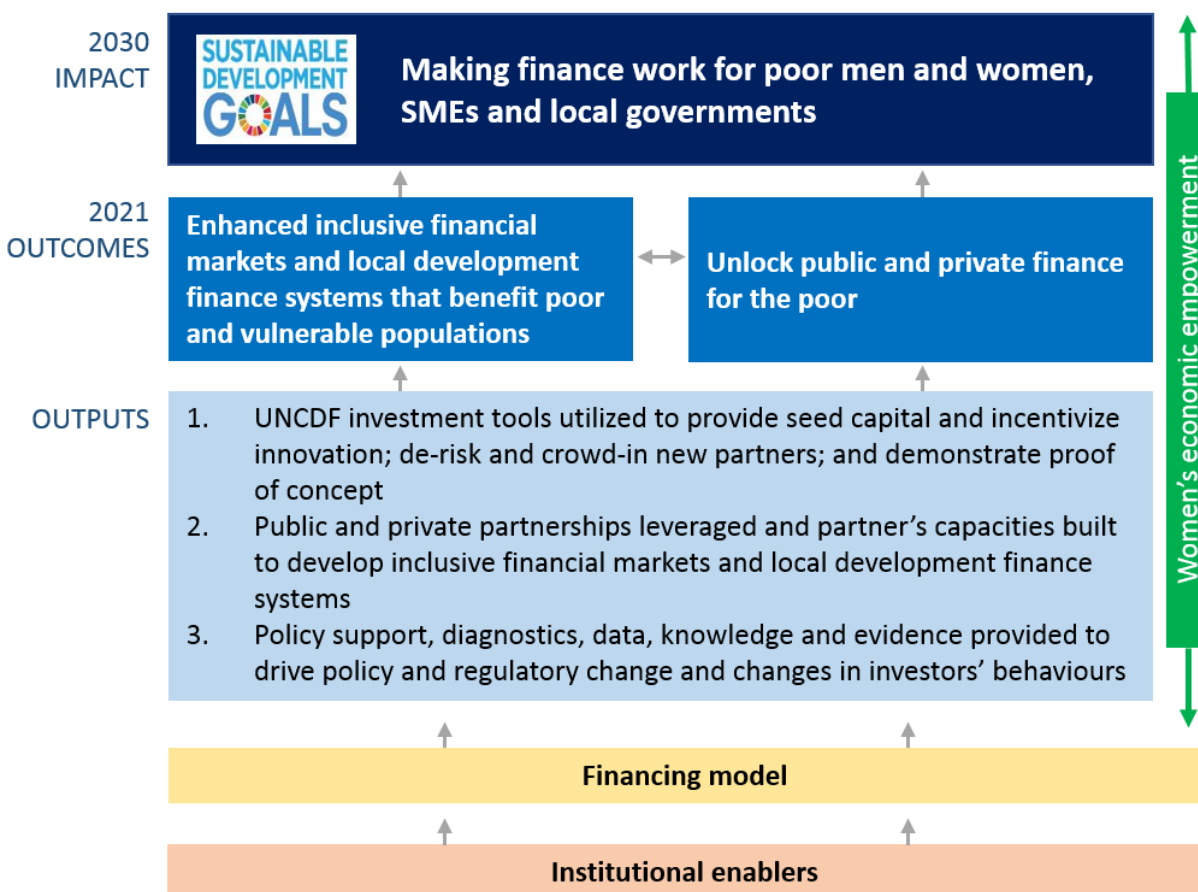 2030
IMPACT
SUSTAINABLE
DEVELOPMENT
GOALS
Making finance work for poor men and women,
SMEs and local governments
2021
OUTCOMES
Enhanced inclusive financial
markets and local development
finance systems that benefit poor
and vulnerable populations
Unlock public and private finance
for the poor
OUTPUTS
1. UNCDF investment tools utilized to provide seed capital and incentivize
innovation; de-risk and crowd-in new partners; and demonstrate proof
of concept
2. Public and private partnerships leveraged and partner’s capacities built
to develop inclusive financial markets and local development finance
systems
3. Policy support, diagnostics, data, knowledge and evidence provided to
drive policy and regulatory change and changes in investors’ behaviours
Women’s economic empowerment
Financing model
Institutional enablers